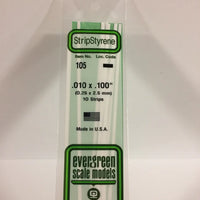 StripStyrene
Item No. Loc. Code
105
.010 x .100"
(0.25 x 2.5 mm)
10 Strips
Made in U.S.A.
evergreen
scale models